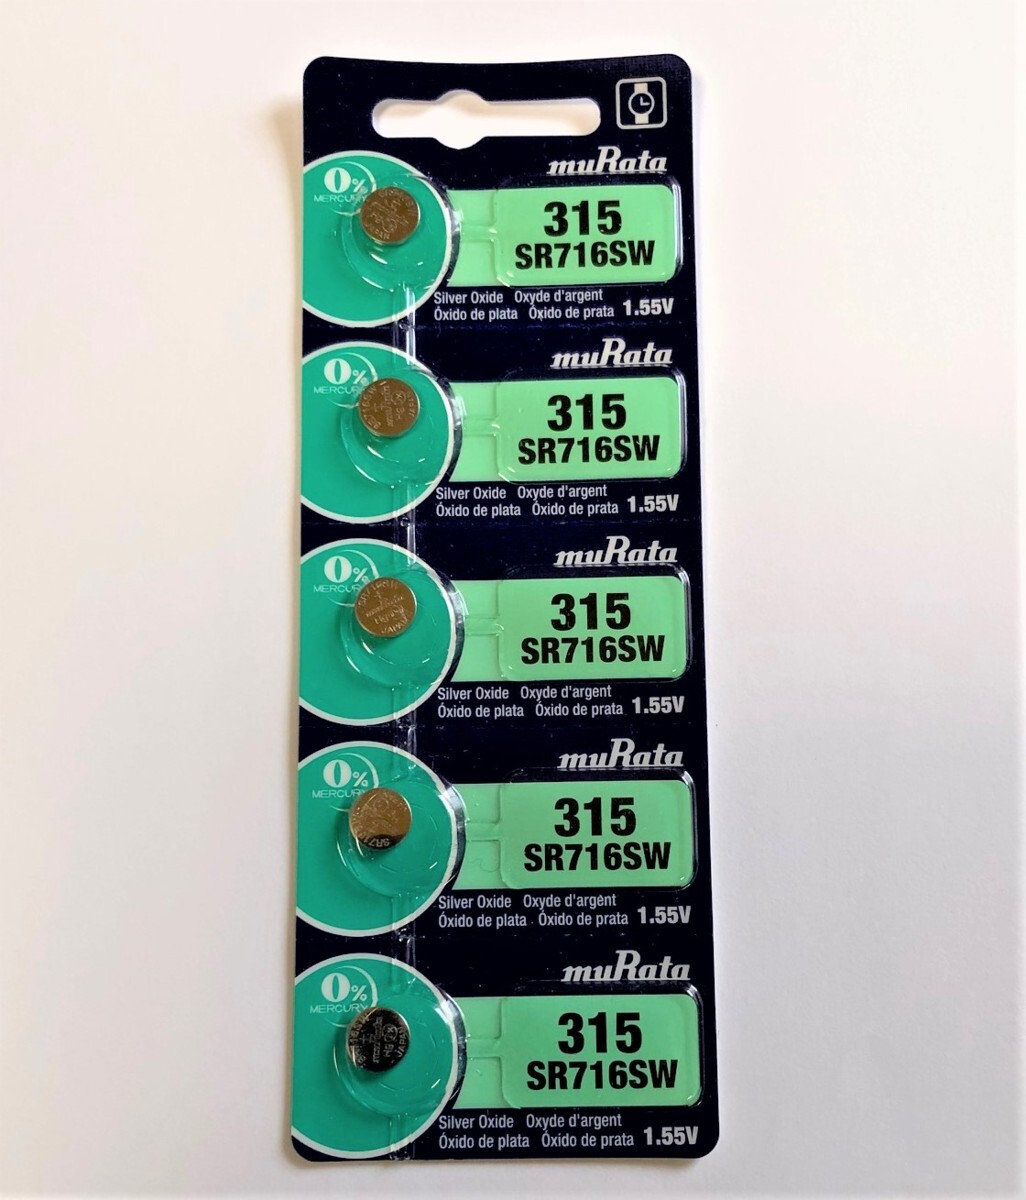 muRata
0%
MERCURY
315
SR716SW
Silver Oxide Oxyde d'argent
Óxido de plata Óxido de prata 1.55V
muRata
0%
MERCURY
315
SR716SW
Silver Oxide Oxyde d'argent
Óxido de plata Óxido de prata 1.55V
muRata
0%
MERCURY
315
SR716SW
JAPAN
Silver Oxide Oxyde d'argent
Óxido de plata Óxido de prata 1.55V
muRata
0%
MERCURY
315
SR716SW
Silver Oxide Oxyde d'argent
Óxido de plata Óxido de prata 1.55V
muRata
0%
MERCURY
315
SR716SW
JAPAN
Silver Oxide Oxyde d'argent
Óxido de plata Óxido de prata 1.55V